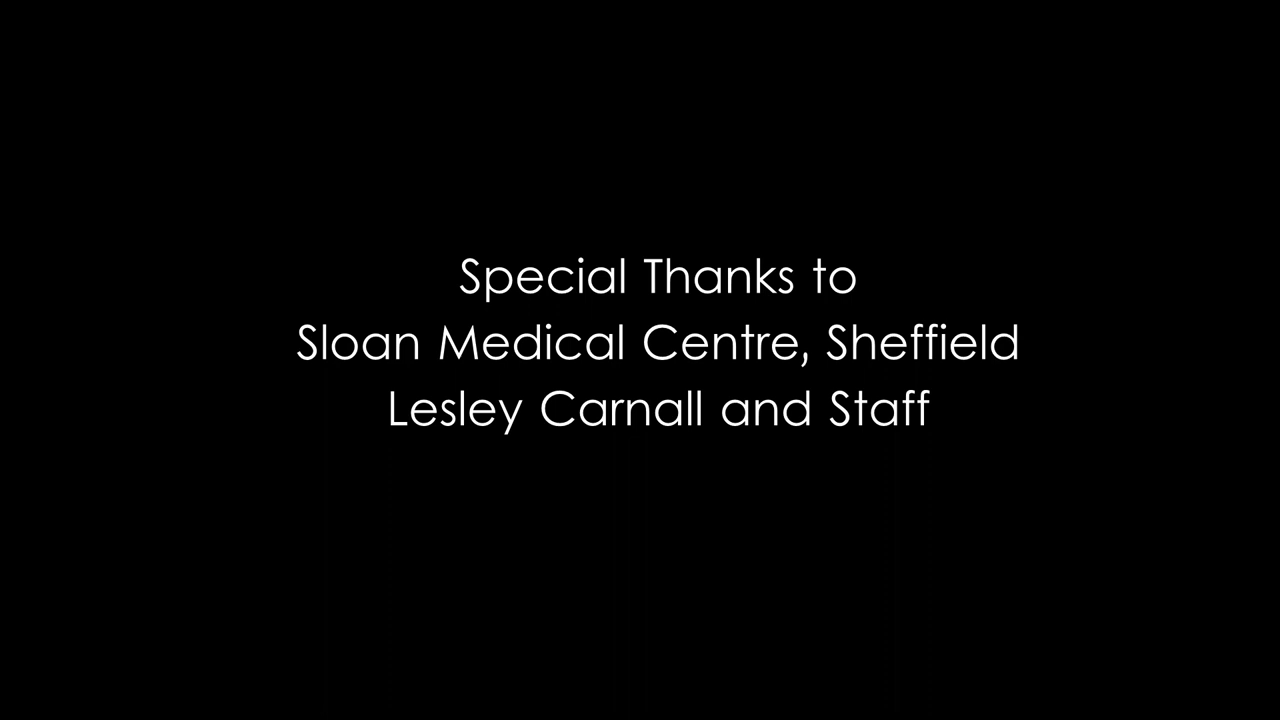 Special Thanks to
Sloan Medical Centre, Sheffield
Lesley Carnall and Staff